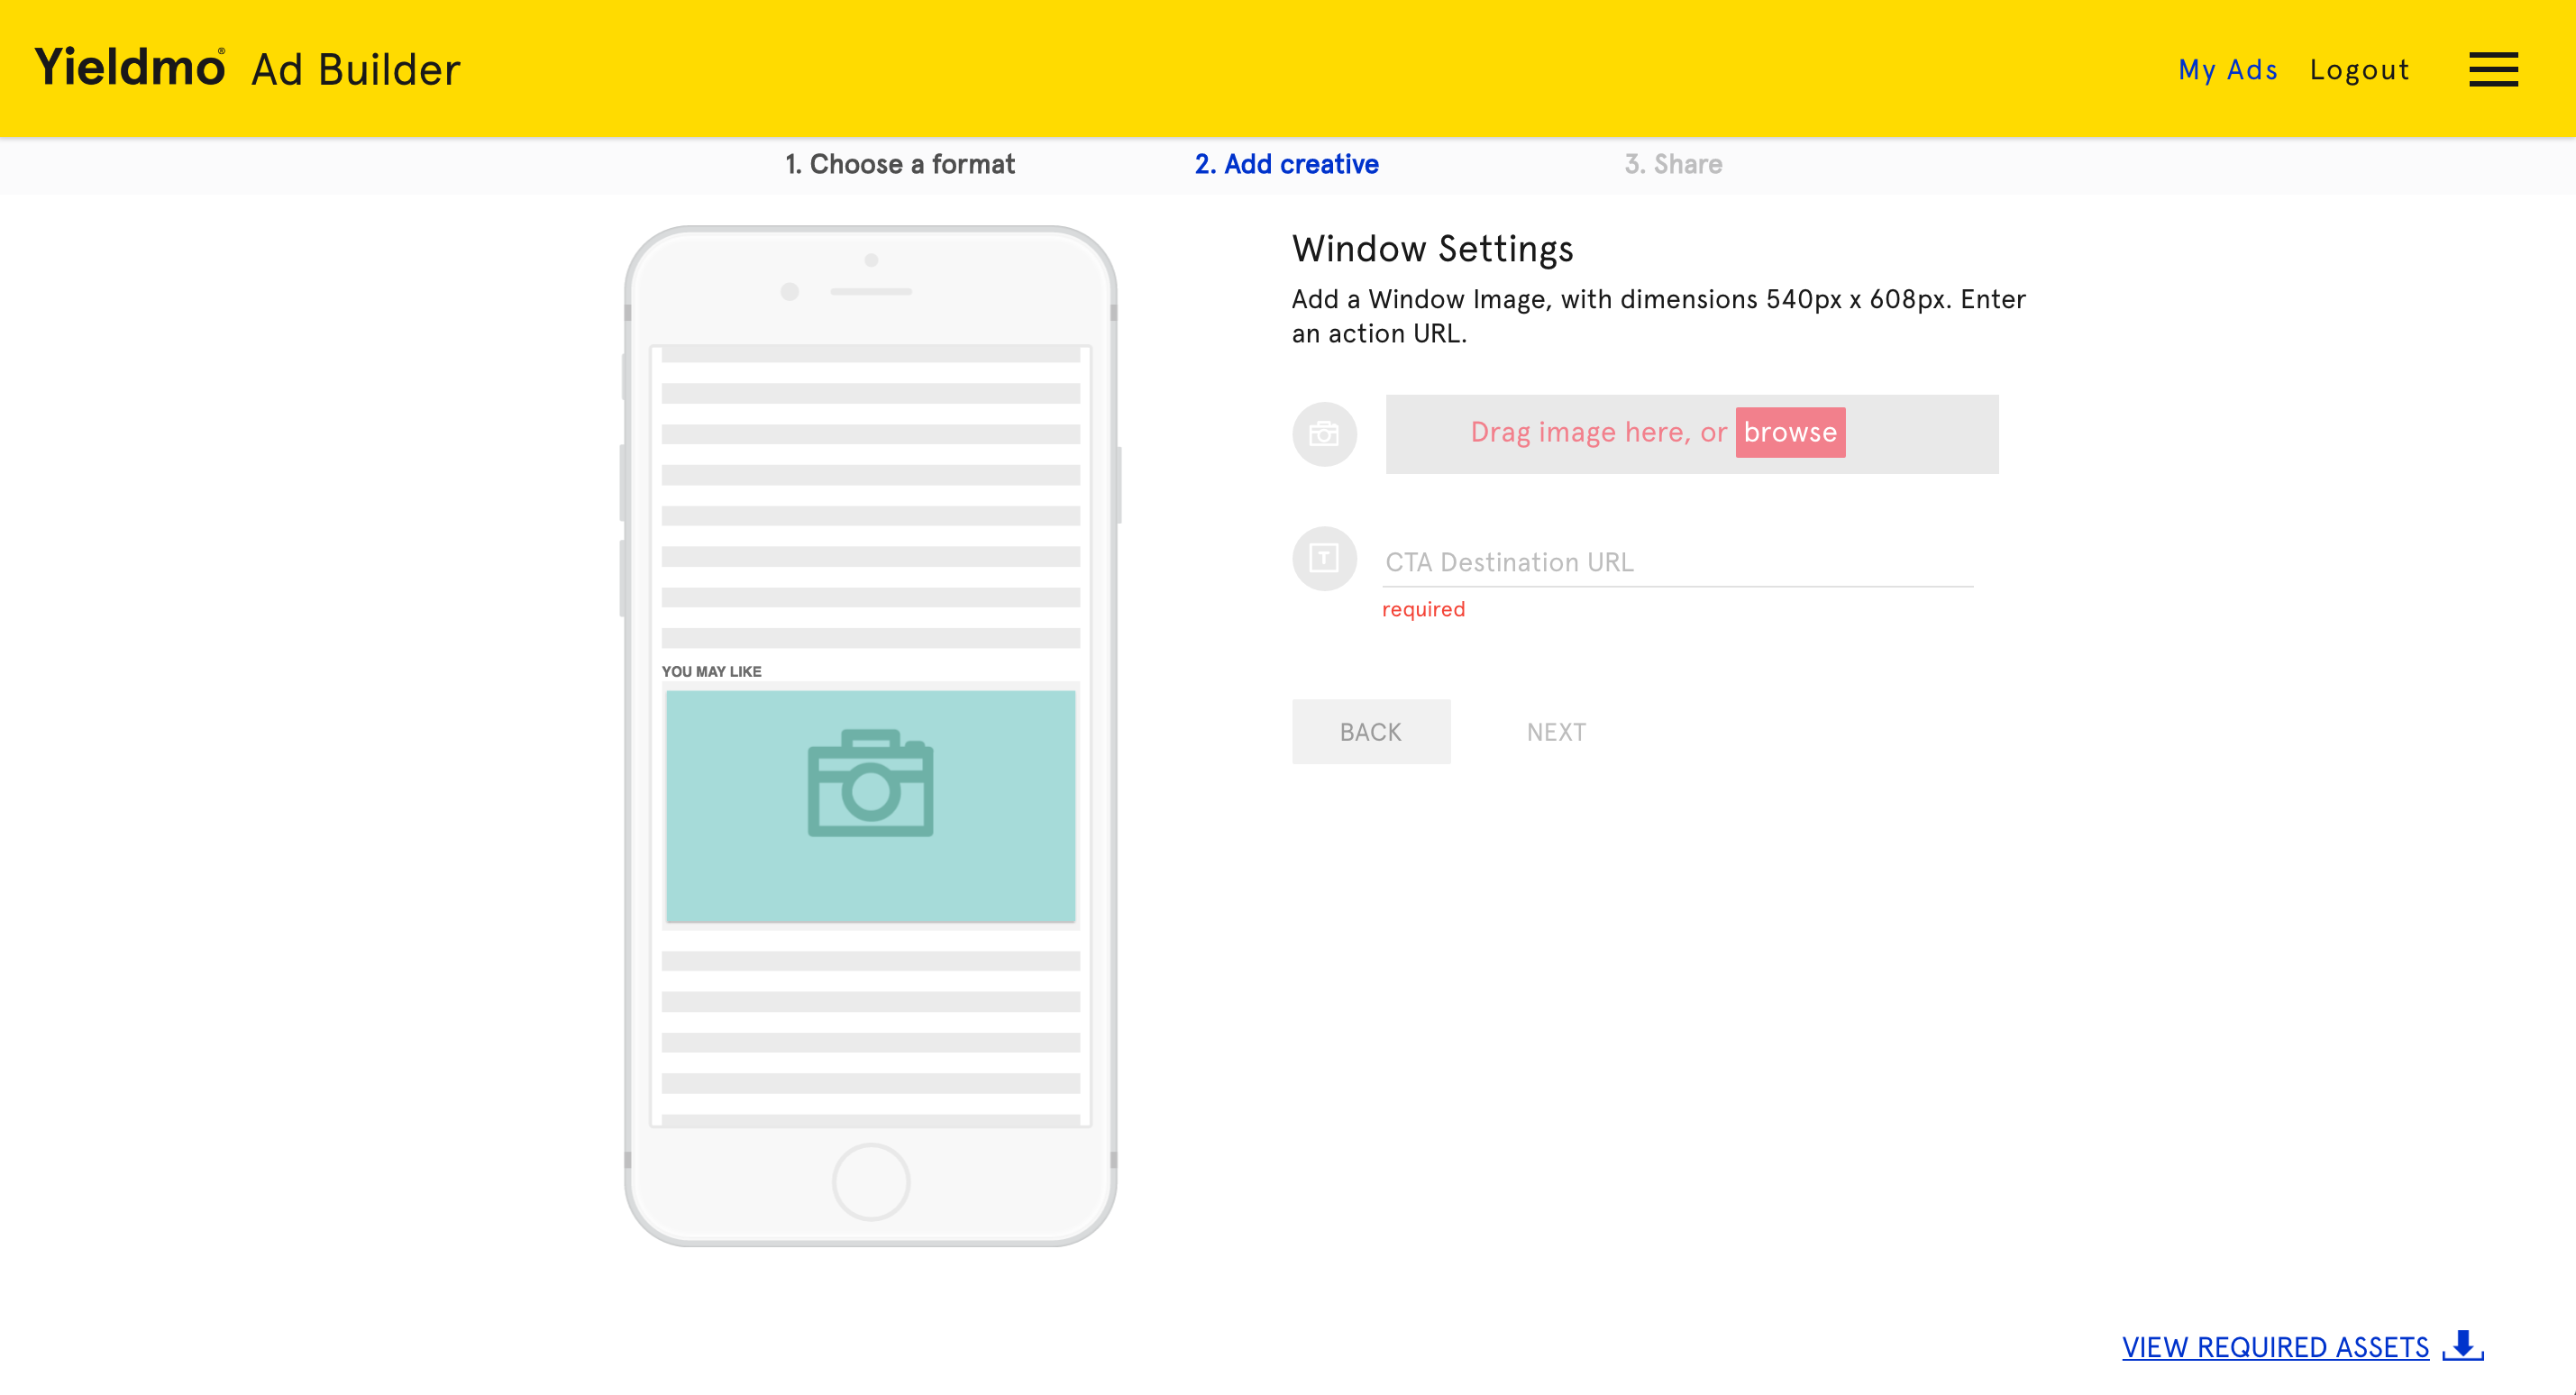 Yieldmo® Ad Builder
My Ads Logout
1. Choose a format 2. Add creative 3. Share
Window Settings
Add a Window Image, with dimensions 540px x 608px. Enter
an action URL.
Drag image here, or browse
T
CTA Destination URL
required
BACK NEXT
YOU MAY LIKE
VIEW REQUIRED ASSETS